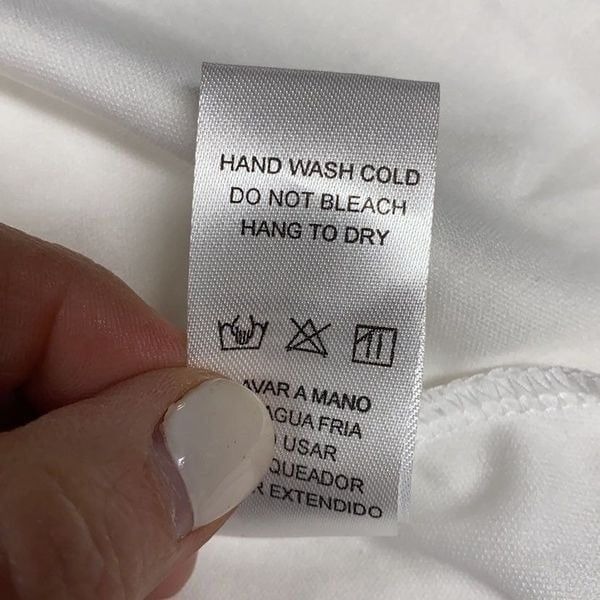 HAND WASH COLD
DO NOT BLEACH
HANG TO DRY
A MANO
AGUA FRIA
USAR
EXTENDIDO